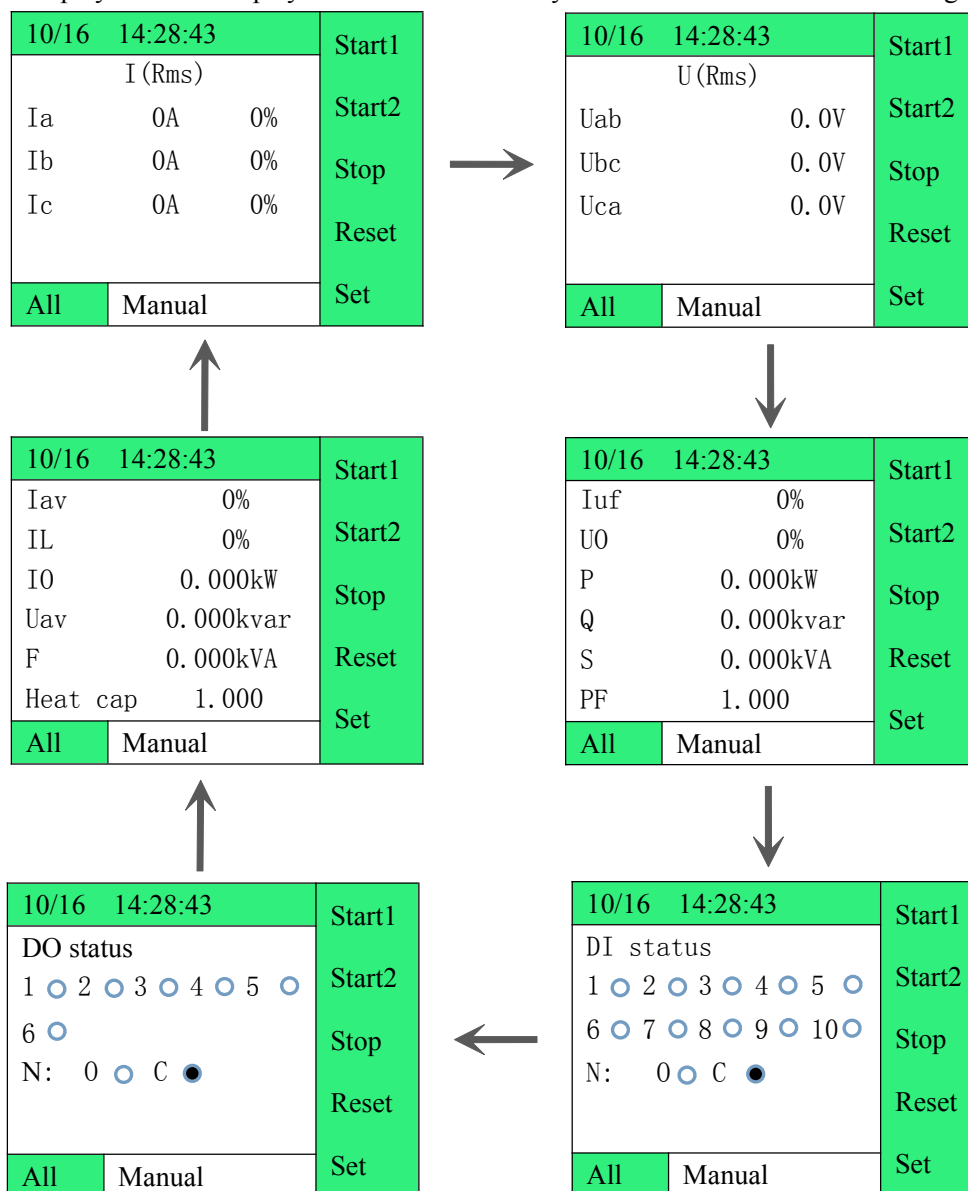 10/16 14:28:43
I(Rms)
Ia 0A 0%
Ib 0A 0%
Ic 0A 0%
All Manual
Start1
Start2
Stop
Reset
Set
10/16 14:28:43
U(Rms)
Uab 0.0V
Ubc 0.0V
Uca 0.0V
All Manual
Start1
Start2
Stop
Reset
Set
10/16 14:28:43
Iav 0%
IL 0%
IO 0.000kW
Uav 0.000kvar
F 0.000kVA
Heat cap 1.000
All Manual
Start1
Start2
Stop
Reset
Set
10/16 14:28:43
Iuf 0%
UO 0%
P 0.000kW
Q 0.000kvar
S 0.000kVA
PF 1.000
All Manual
Start1
Start2
Stop
Reset
Set
10/16 14:28:43
DO status
1 2 3 4 5
6
N: O C
All Manual
Start1
Start2
Stop
Reset
Set
10/16 14:28:43
DI status
1 2 3 4 5
6 7 8 9 10
N: O C
All Manual
Start1
Start2
Stop
Reset
Set